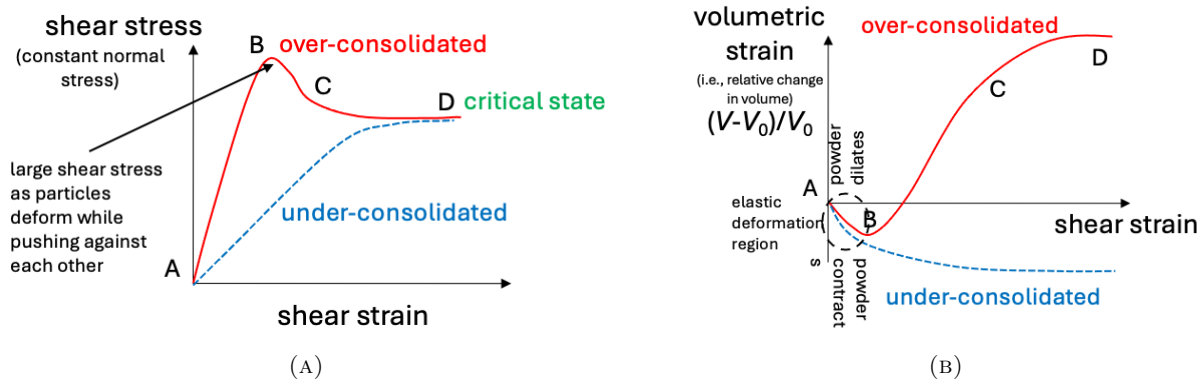 shear stress
(constant normal
stress)
B
over-consolidated
C
D
critical state
large shear stress
as particles
deform while
pushing against
each other
under-consolidated
A
shear strain
(A)
volumetric
strain
(i.e., relative change
in volume)
(V-V0)/V0
over-consolidated
D
C
powder
dilates
A
elastic
deformation
region
B
shear strain
s
contract
powder
under-consolidated
(B)